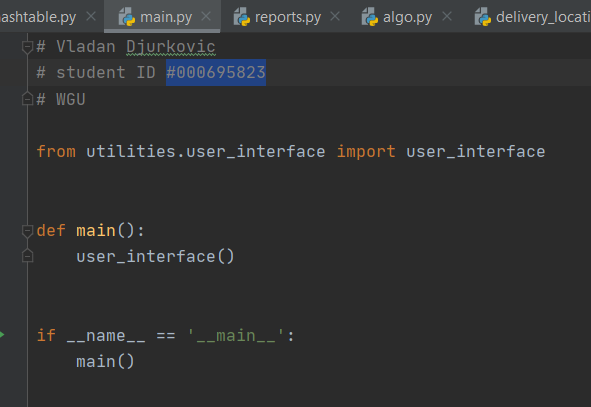 ashtable.py × main.py × reports.py × algo.py × delivery_locati
# Vladan Djurkovic
# student ID #000695823
# WGU
from utilities.user_interface import user_interface
def main():
    user_interface()
if __name__ == '__main__':
    main()